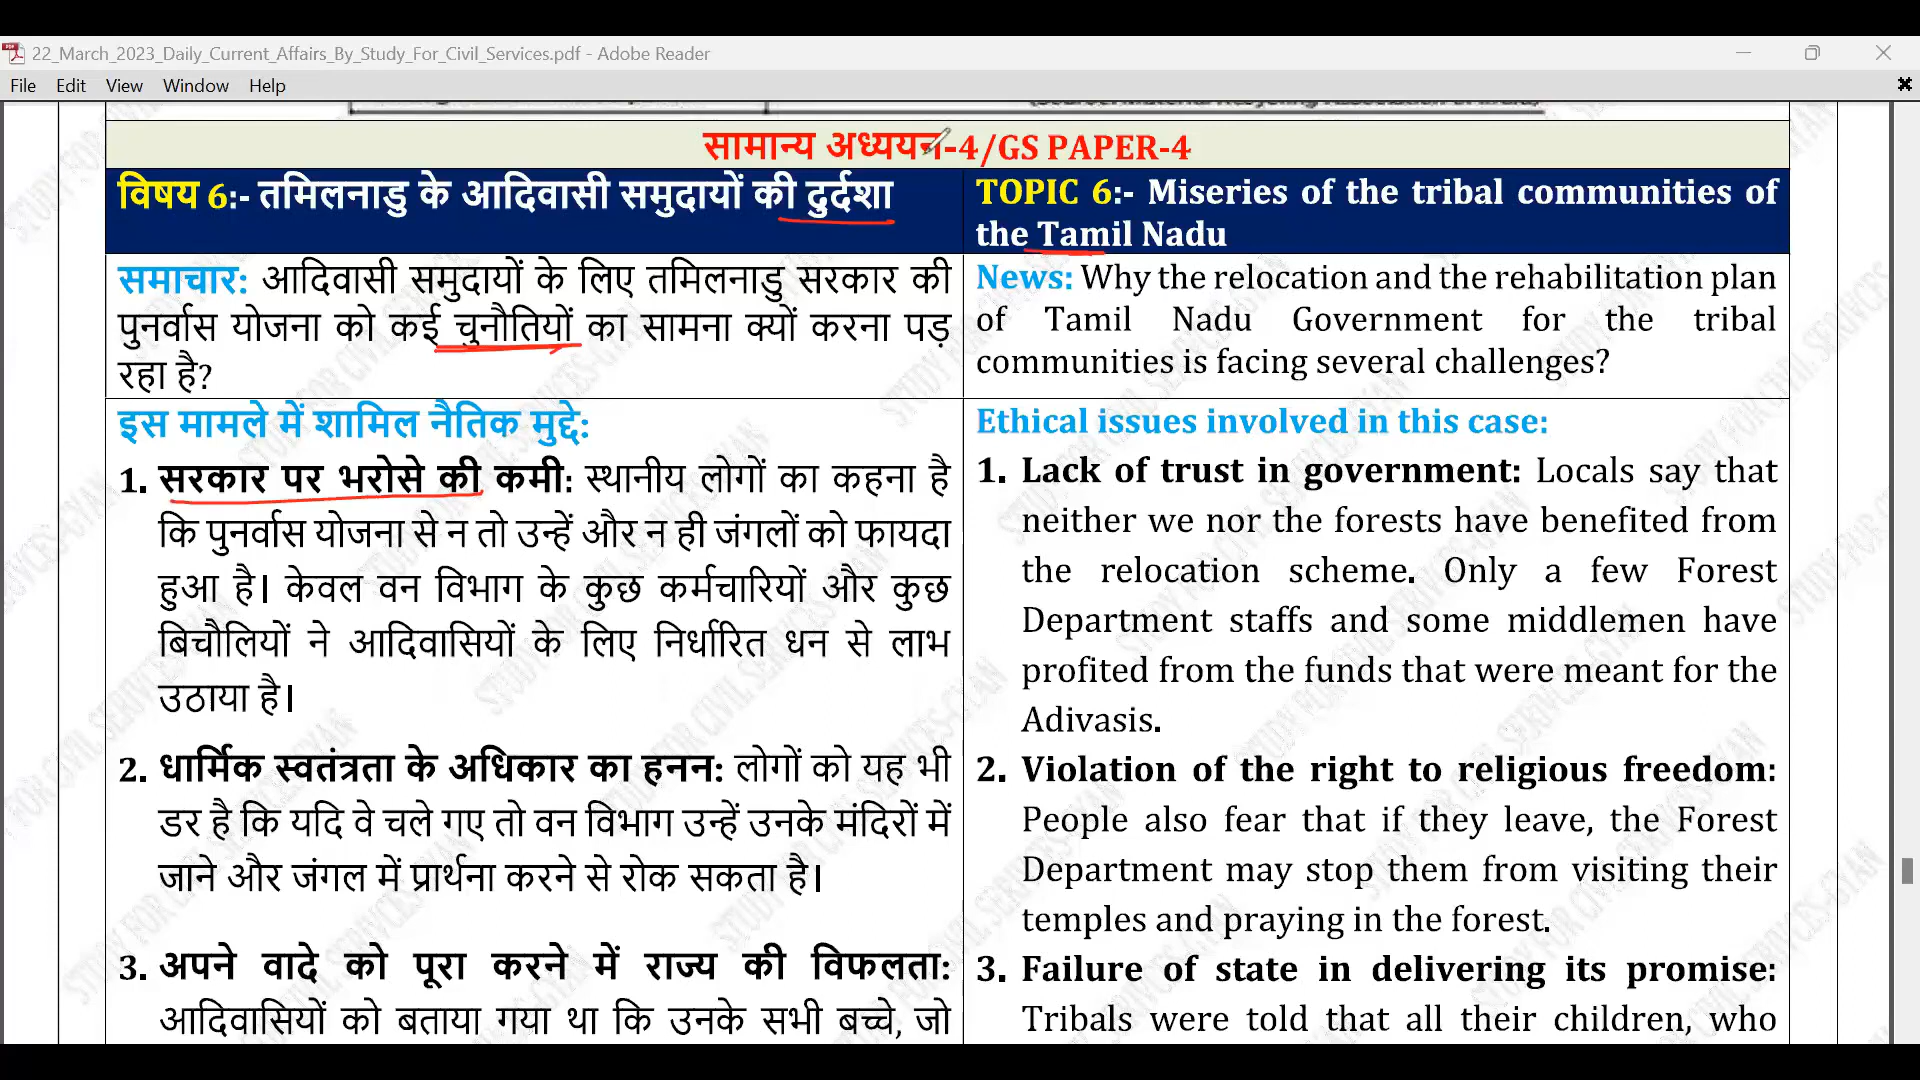 22_March_2023_Daily_Current_Affairs_By_Study_For_Civil_Services.pdf - Adobe Reader
File Edit View Window Help
सामान्य अध्ययन-4/GS PAPER-4
विषय 6:- तमिलनाडु के आदिवासी समुदायों की दुर्दशा
समाचार: आदिवासी समुदायों के लिए तमिलनाडु सरकार की
पुनर्वास योजना को कई चुनौतियों का सामना क्यों करना पड़
रहा है?
इस मामले में शामिल नैतिक मुद्दे:
1. सरकार पर भरोसे की कमी: स्थानीय लोगों का कहना है
कि पुनर्वास योजना से न तो उन्हें और न ही जंगलों को फायदा
हुआ है। केवल वन विभाग के कुछ कर्मचारियों और कुछ
बिचौलियों ने आदिवासियों के लिए निर्धारित धन से लाभ
उठाया है।
2. धार्मिक स्वतंत्रता के अधिकार का हनन: लोगों को यह भी
डर है कि यदि वे चले गए तो वन विभाग उन्हें उनके मंदिरों में
जाने और जंगल में प्रार्थना करने से रोक सकता है।
3. अपने वादे को पूरा करने में राज्य की विफलता:
आदिवासियों को बताया गया था कि उनके सभी बच्चे, जो
TOPIC 6:- Miseries of the tribal communities of
the Tamil Nadu
News: Why the relocation and the rehabilitation plan
of Tamil Nadu Government for the tribal
communities is facing several challenges?
Ethical issues involved in this case:
1. Lack of trust in government: Locals say that
neither we nor the forests have benefited from
the relocation scheme. Only a few Forest
Department staffs and some middlemen have
profited from the funds that were meant for the
Adivasis.
2. Violation of the right to religious freedom:
People also fear that if they leave, the Forest
Department may stop them from visiting their
temples and praying in the forest.
3. Failure of state in delivering its promise:
Tribals were told that all their children, who